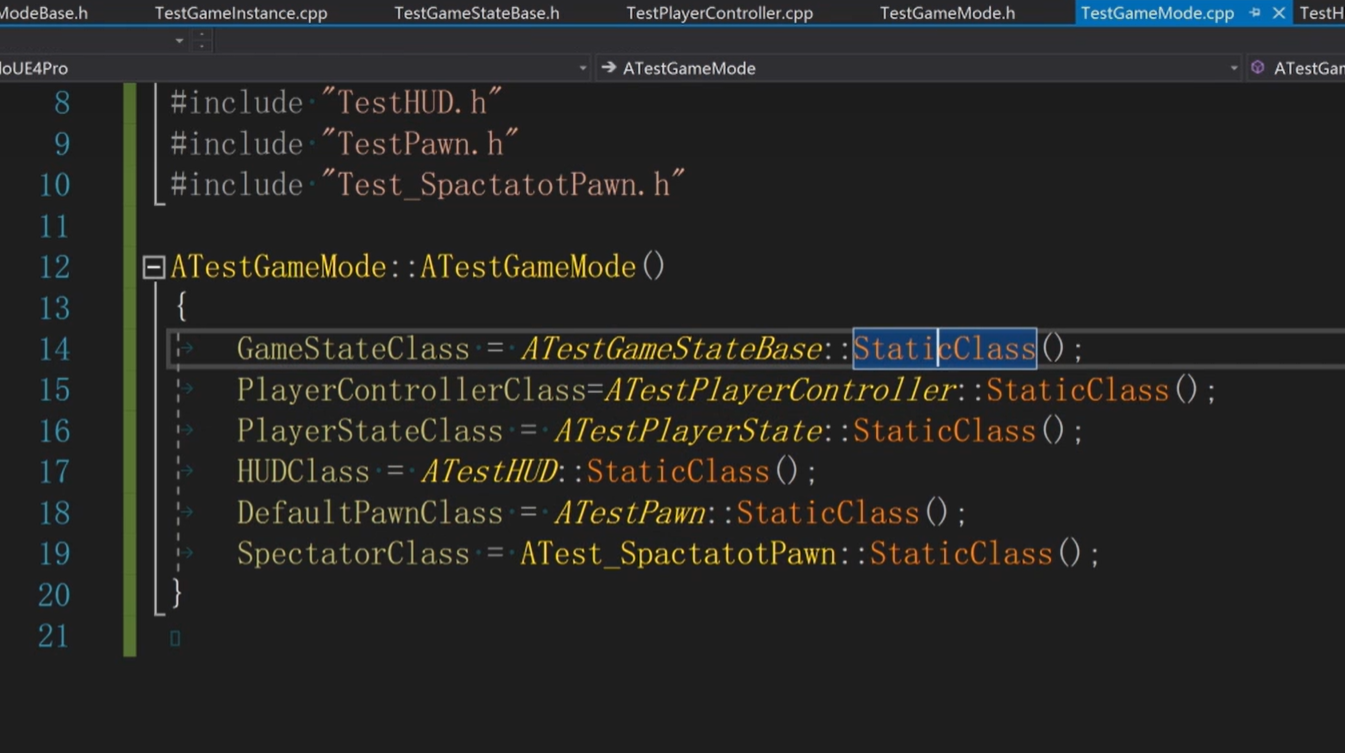 ModeBase.h TestGameInstance.cpp TestGameStateBase.h TestPlayerController.cpp TestGameMode.h TestGameMode.cpp TestH
loUE4Pro ATestGameMode ATestGam
8 #include "TestHUD.h"
9 #include "TestPawn.h"
10 #include "Test_SpactatotPawn.h"
11
12 ATestGameMode::ATestGameMode()
13 {
14 GameStateClass = ATestGameStateBase::StaticClass();
15 PlayerControllerClass=ATestPlayerController::StaticClass();
16 PlayerStateClass = ATestPlayerState::StaticClass();
17 HUDClass = ATestHUD::StaticClass();
18 DefaultPawnClass = ATestPawn::StaticClass();
19 SpectatorClass = ATest_SpactatotPawn::StaticClass();
20 }
21